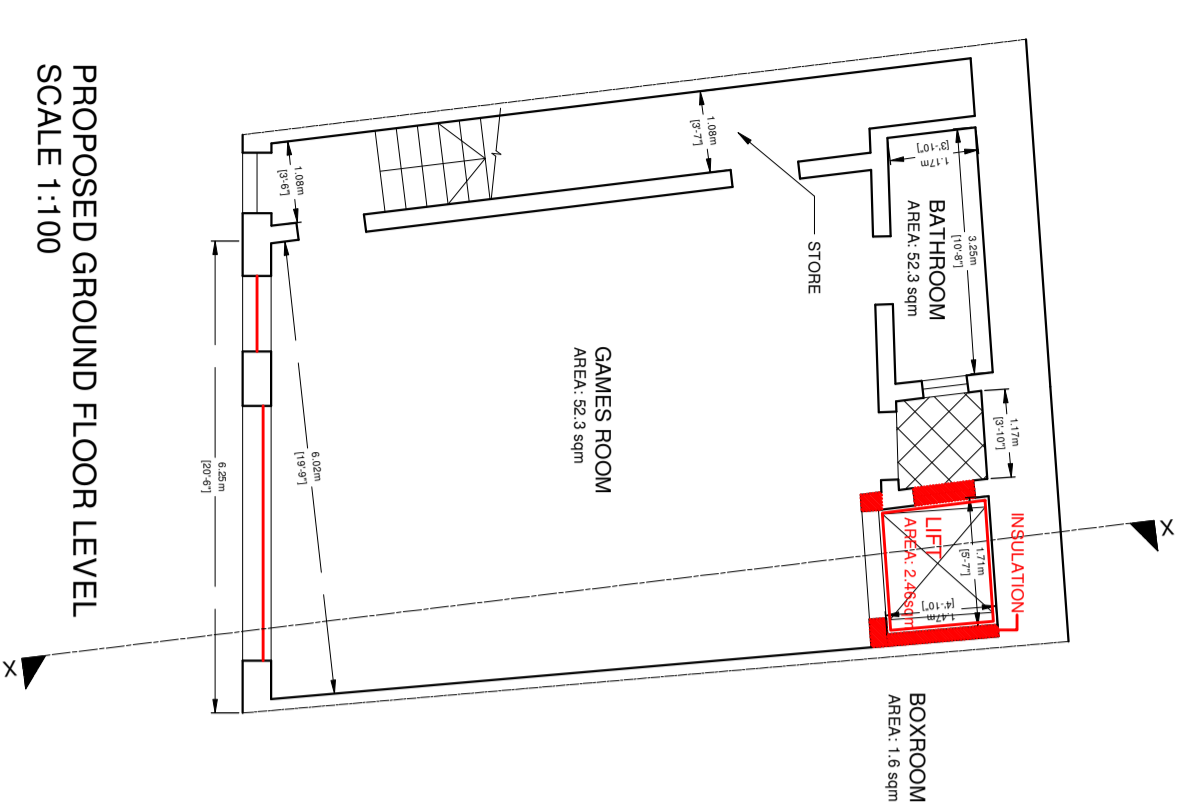 PROPOSED GROUND FLOOR LEVEL
SCALE 1:100
1.08m
[3'-6"]
1.08m
[3'-7"]
STORE
1.17m
[3'-10"]
3.25m
[10'-8"]
BATHROOM
AREA: 52.3 sqm
GAMES ROOM
AREA: 52.3 sqm
1.17m
[3'-10"]
6.02m
[19'-9"]
6.25m
[20'-6"]
INSULATION
LIFT
AREA: 2.46sqm
1.71m
[5'-7"]
1.47m
[4'-10"]
X
X
BOXROOM
AREA: 1.6 sqm